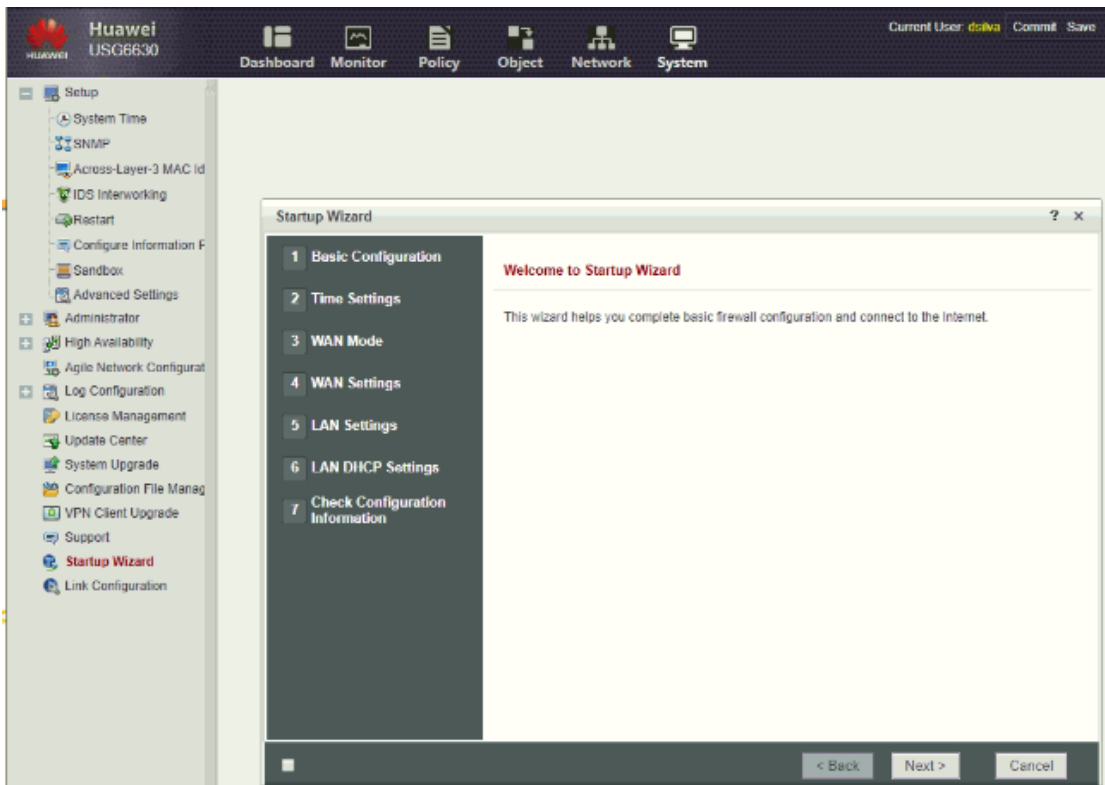 Huawei
USG6630
HUAWEI
Dashboard Monitor Policy Object Network System
Current User: dsilva Commit Save
Setup
System Time
SNMP
Across-Layer-3 MAC Id
IDS Interworking
Restart
Configure Information F
Sandbox
Advanced Settings
Administrator
High Availability
Agile Network Configurat
Log Configuration
License Management
Update Center
System Upgrade
Configuration File Manag
VPN Client Upgrade
Support
Startup Wizard
Link Configuration
Startup Wizard ? ×
1 Basic Configuration
2 Time Settings
3 WAN Mode
4 WAN Settings
5 LAN Settings
6 LAN DHCP Settings
7 Check Configuration
Information
Welcome to Startup Wizard
This wizard helps you complete basic firewall configuration and connect to the Internet.
< Back Next > Cancel